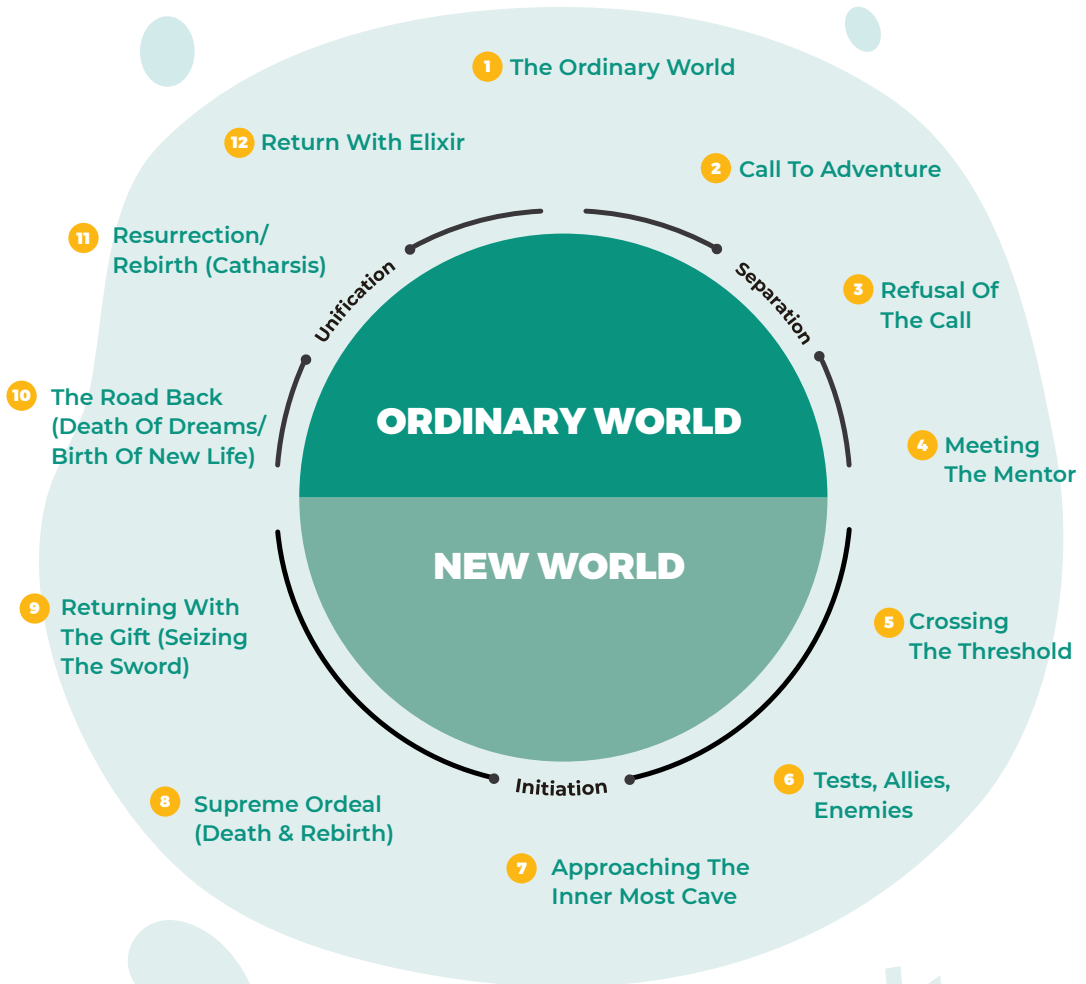 1 The Ordinary World
2 Call To Adventure
3 Refusal Of
The Call
4 Meeting
The Mentor
5 Crossing
The Threshold
6 Tests, Allies,
Enemies
7 Approaching The
Inner Most Cave
8 Supreme Ordeal
(Death & Rebirth)
9 Returning With
The Gift (Seizing
The Sword)
10 The Road Back
(Death Of Dreams/
Birth Of New Life)
11 Resurrection/
Rebirth (Catharsis)
12 Return With Elixir
Separation
Initiation
Unification
ORDINARY WORLD
NEW WORLD